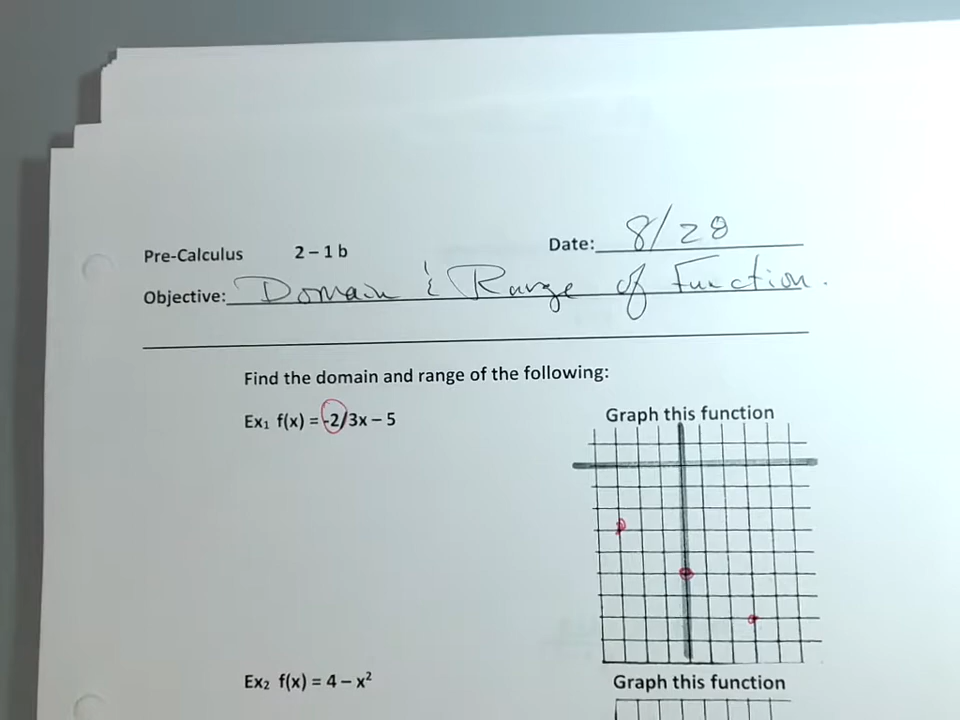 Pre-Calculus 2 – 1 b Date: 8/28
Objective: Domain & Range of Function.
Find the domain and range of the following:
Ex₁ f(x) = -2/3x – 5 Graph this function
Ex₂ f(x) = 4 – x² Graph this function